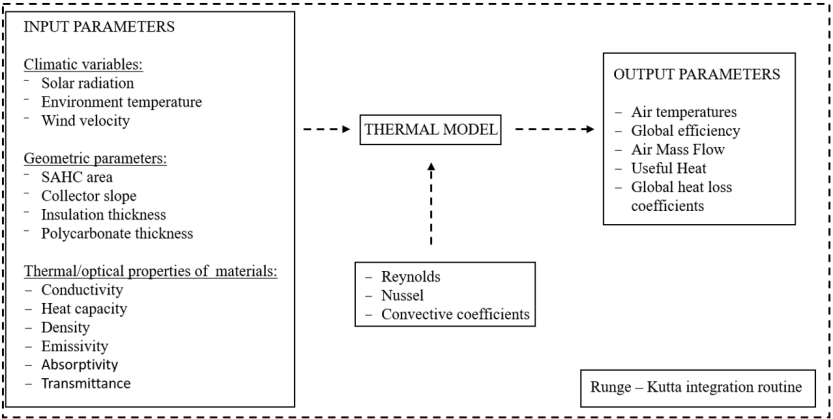 INPUT PARAMETERS
Climatic variables:
– Solar radiation
– Environment temperature
– Wind velocity
Geometric parameters:
– SAHC area
– Collector slope
– Insulation thickness
– Polycarbonate thickness
Thermal/optical properties of materials:
– Conductivity
– Heat capacity
– Density
– Emissivity
– Absorptivity
– Transmittance
THERMAL MODEL
– Reynolds
– Nussel
– Convective coefficients
OUTPUT PARAMETERS
– Air temperatures
– Global efficiency
– Air Mass Flow
– Useful Heat
– Global heat loss
coefficients
Runge – Kutta integration routine